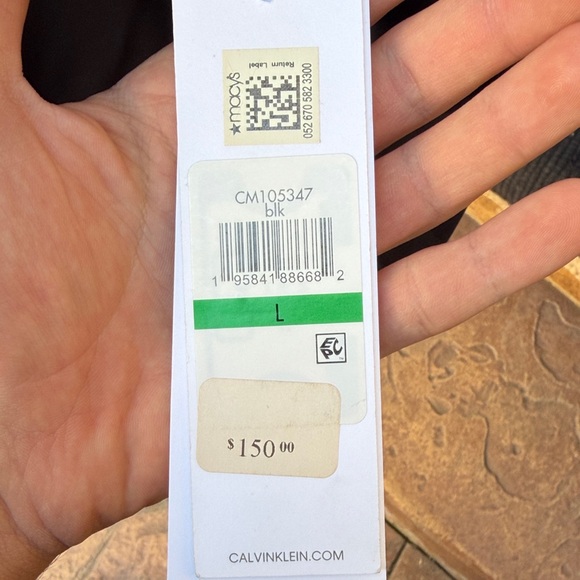 ★macy's
Return Label
052 670 582 3300
CM105347
blk
1 95841 88668 2
L
EPC
$150.00
CALVINKLEIN.COM